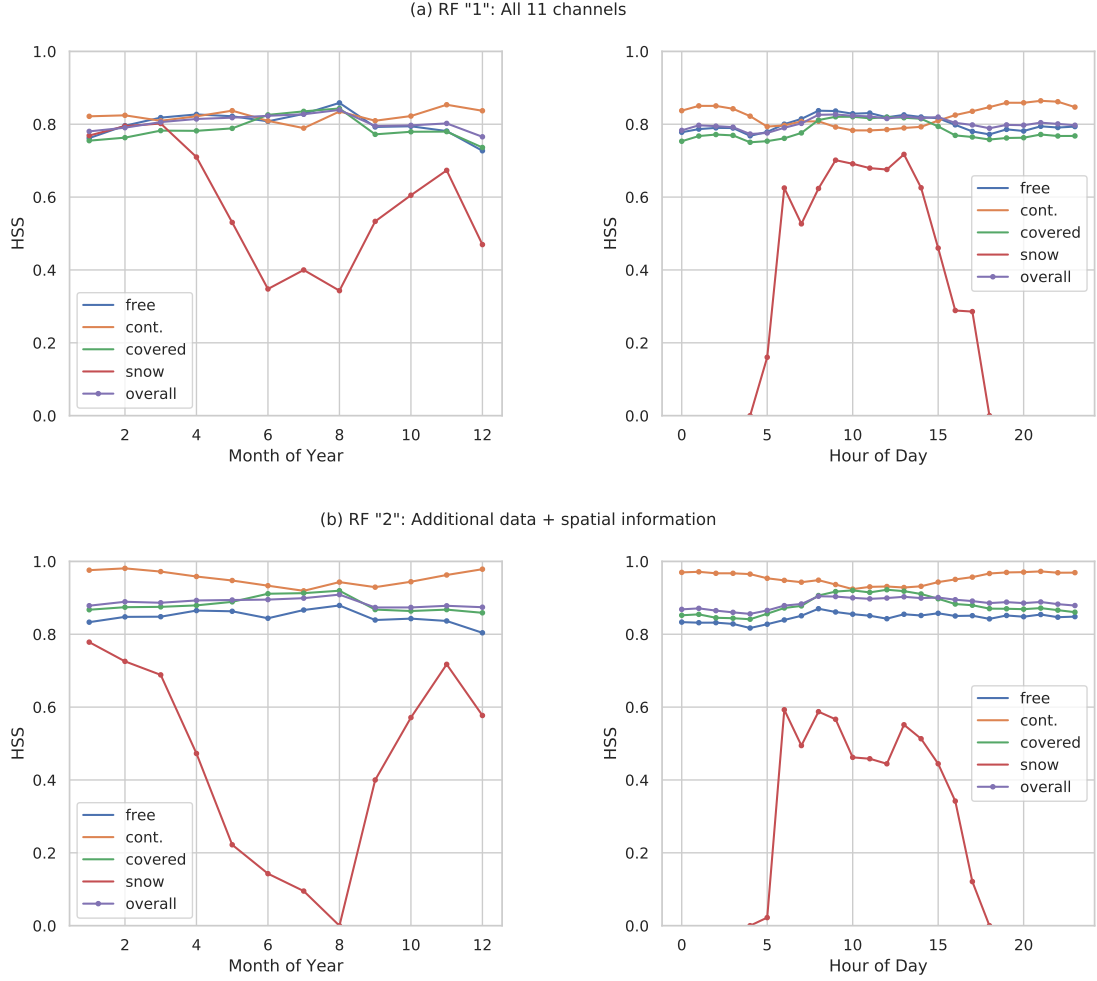 (a) RF "1": All 11 channels
1.0
0.8
0.6
0.4
0.2
0.0
HSS
2 4 6 8 10 12
Month of Year
free
cont.
covered
snow
overall
1.0
0.8
0.6
0.4
0.2
0.0
HSS
0 5 10 15 20
Hour of Day
free
cont.
covered
snow
overall
(b) RF "2": Additional data + spatial information
1.0
0.8
0.6
0.4
0.2
0.0
HSS
2 4 6 8 10 12
Month of Year
free
cont.
covered
snow
overall
1.0
0.8
0.6
0.4
0.2
0.0
HSS
0 5 10 15 20
Hour of Day
free
cont.
covered
snow
overall